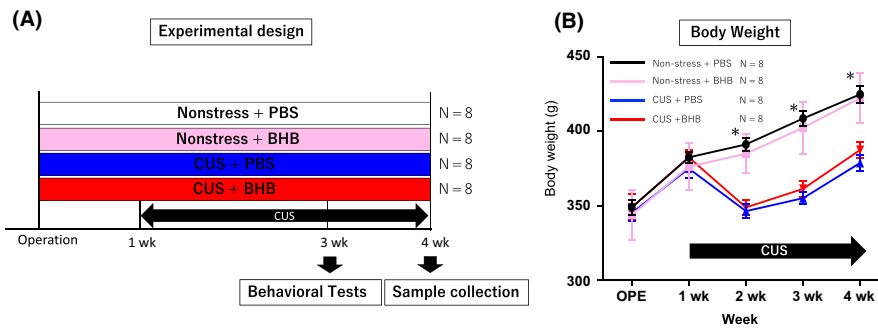 (A)
Experimental design
Nonstress + PBS N = 8
Nonstress + BHB N = 8
CUS + PBS N = 8
CUS + BHB N = 8
CUS
Operation 1 wk 3 wk 4 wk
Behavioral Tests Sample collection
(B)
Body Weight
Body weight (g)
450
400
350
300
Non-stress + PBS N = 8
Non-stress + BHB N = 8
CUS + PBS N = 8
CUS +BHB N = 8
* * *
CUS
OPE 1 wk 2 wk 3 wk 4 wk
Week